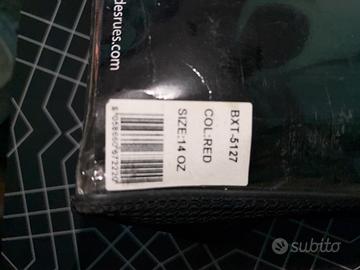 desrues.com
BXT-5127
COL:RED
SIZE:14 OZ
subito